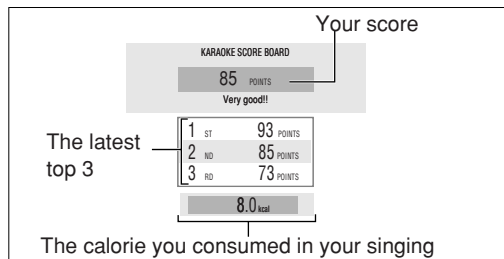 Your score
KARAOKE SCORE BOARD
85 POINTS
Very good!!
The latest
top 3
1 ST 93 POINTS
2 ND 85 POINTS
3 RD 73 POINTS
8.0 kcal
The calorie you consumed in your singing